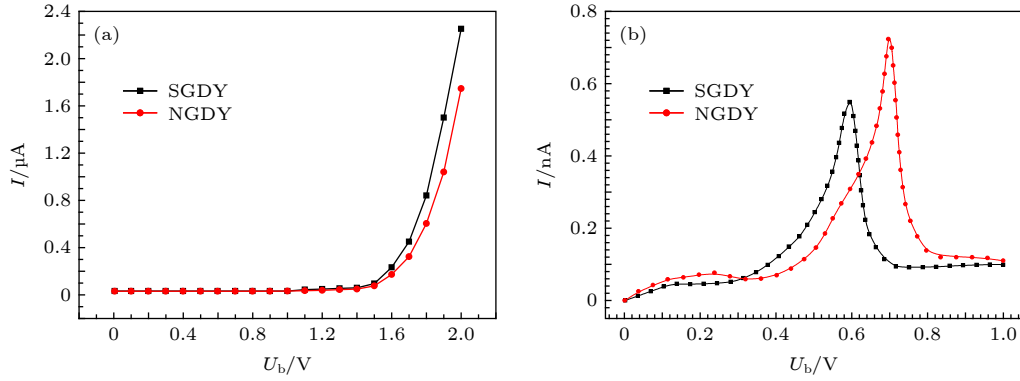 (a)
2.4
2.0
1.6
1.2
0.8
0.4
0
I/μA
SGDY
NGDY
0 0.4 0.8 1.2 1.6 2.0
U_b/V
(b)
0.8
0.6
0.4
0.2
0
I/nA
SGDY
NGDY
0 0.2 0.4 0.6 0.8 1.0
U_b/V